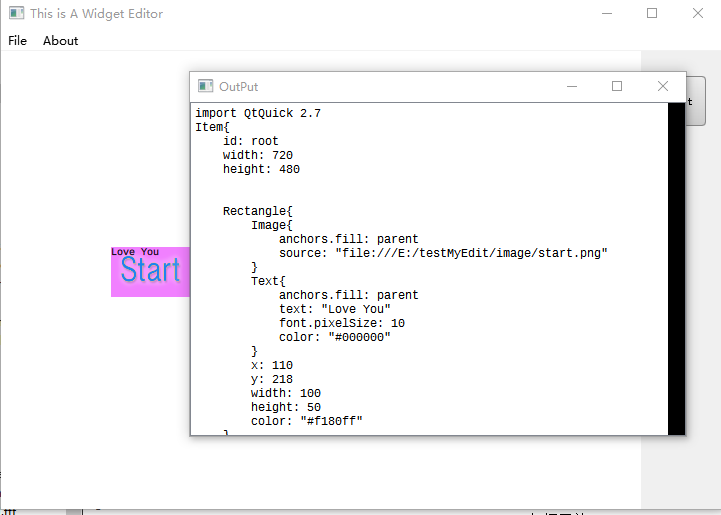 This is A Widget Editor
File About
OutPut
t
import QtQuick 2.7
Item{
id: root
width: 720
height: 480
Rectangle{
Image{
anchors.fill: parent
source: "file:///E:/testMyEdit/image/start.png"
}
Text{
anchors.fill: parent
text: "Love You"
font.pixelSize: 10
color: "#000000"
}
x: 110
y: 218
width: 100
height: 50
color: "#f180ff"
}
Love You
Start